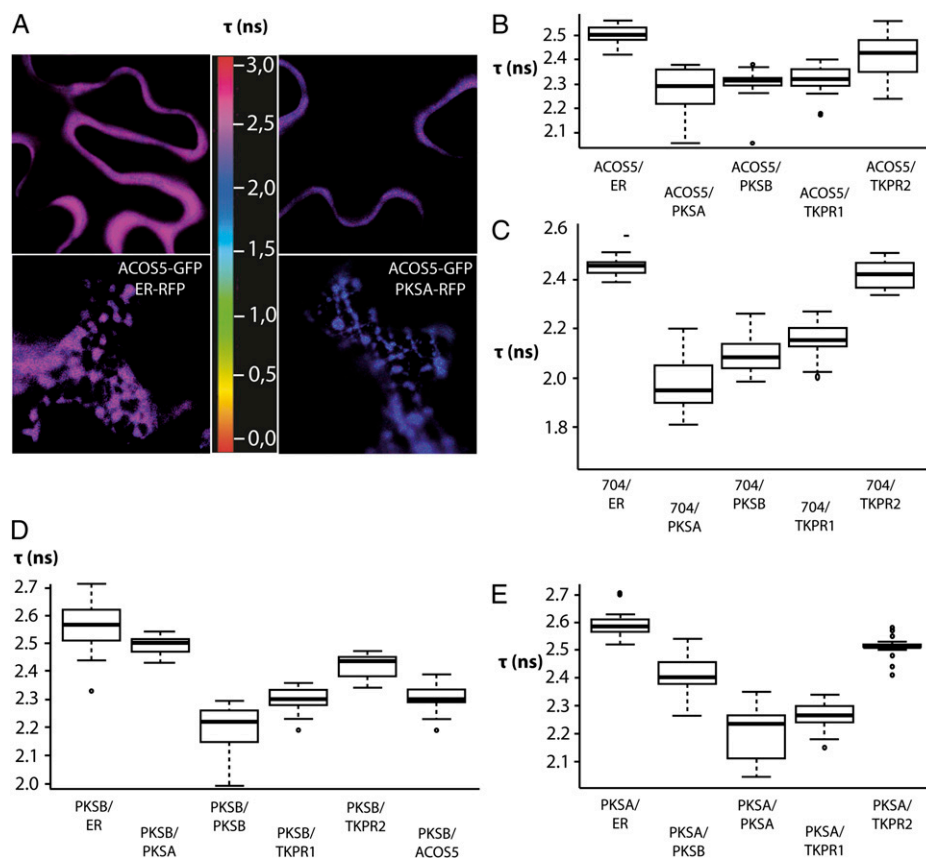 A
τ (ns)
3,0
2,5
2,0
1,5
1,0
0,5
0,0
ACOS5-GFP
ER-RFP
ACOS5-GFP
PKSA-RFP
B
τ (ns)
2.5
2.4
2.3
2.2
2.1
ACOS5/
ER
ACOS5/
PKSA
ACOS5/
PKSB
ACOS5/
TKPR1
ACOS5/
TKPR2
C
τ (ns)
2.6
2.4
2.2
2.0
1.8
704/
ER
704/
PKSA
704/
PKSB
704/
TKPR1
704/
TKPR2
D
τ (ns)
2.7
2.6
2.5
2.4
2.3
2.2
2.1
2.0
PKSB/
ER
PKSB/
PKSA
PKSB/
PKSB
PKSB/
TKPR1
PKSB/
TKPR2
PKSB/
ACOS5
E
τ (ns)
2.7
2.6
2.5
2.4
2.3
2.2
2.1
PKSA/
ER
PKSA/
PKSB
PKSA/
PKSA
PKSA/
TKPR1
PKSA/
TKPR2